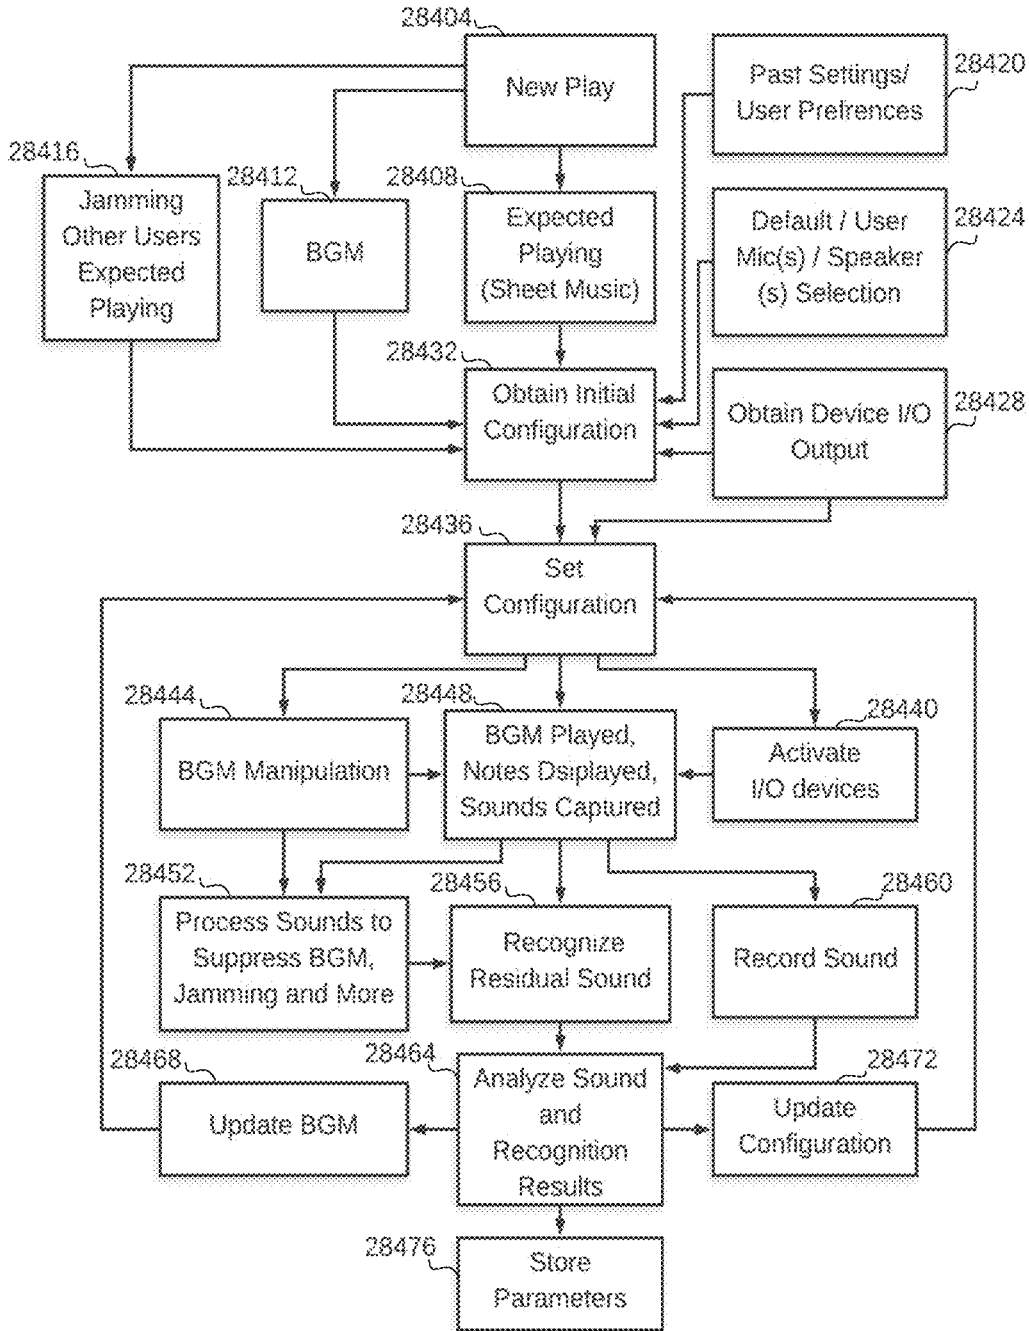 28404
New Play
Past Settings/
User Prefrences
28420
28416
Jamming
Other Users
Expected
Playing
28412
BGM
28408
Expected
Playing
(Sheet Music)
Default / User
Mic(s) / Speaker
(s) Selection
28424
28432
Obtain Initial
Configuration
Obtain Device I/O
Output
28428
28436
Set
Configuration
28444
BGM Manipulation
28448
BGM Played,
Notes Dsiplayed,
Sounds Captured
28440
Activate
I/O devices
28452
Process Sounds to
Suppress BGM,
Jamming and More
28456
Recognize
Residual Sound
28460
Record Sound
28468
Update BGM
28464
Analyze Sound
and
Recognition
Results
28472
Update
Configuration
28476
Store
Parameters